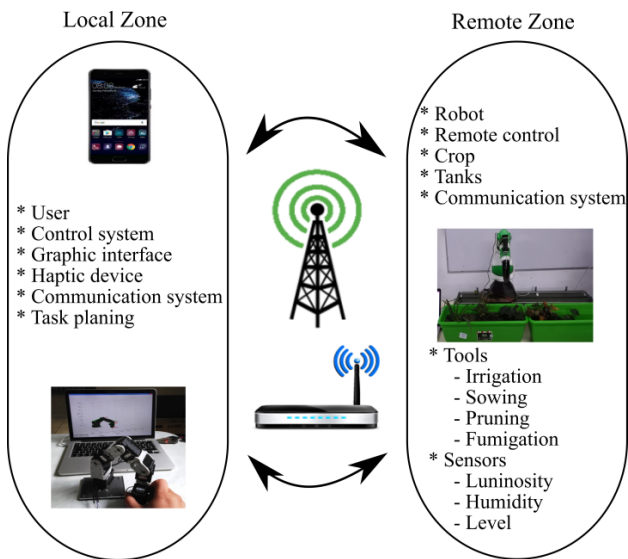 Local Zone
Remote Zone
* User
* Control system
* Graphic interface
* Haptic device
* Communication system
* Task planing
* Robot
* Remote control
* Crop
* Tanks
* Communication system
* Tools
- Irrigation
- Sowing
- Pruning
- Fumigation
* Sensors
- Luninosity
- Humidity
- Level